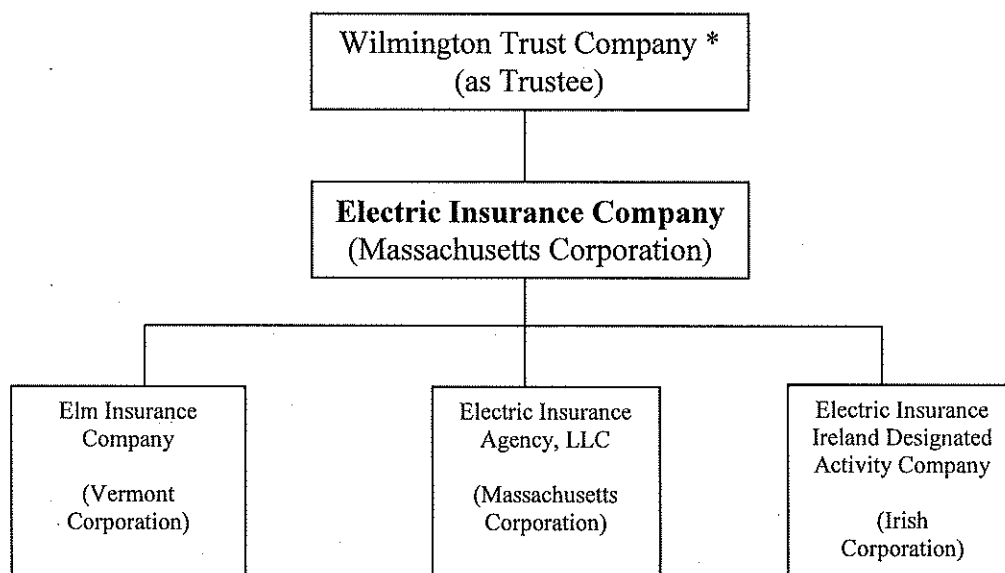 Wilmington Trust Company *
(as Trustee)
Electric Insurance Company
(Massachusetts Corporation)
Elm Insurance
Company
(Vermont
Corporation)
Electric Insurance
Agency, LLC
(Massachusetts
Corporation)
Electric Insurance
Ireland Designated
Activity Company
(Irish
Corporation)